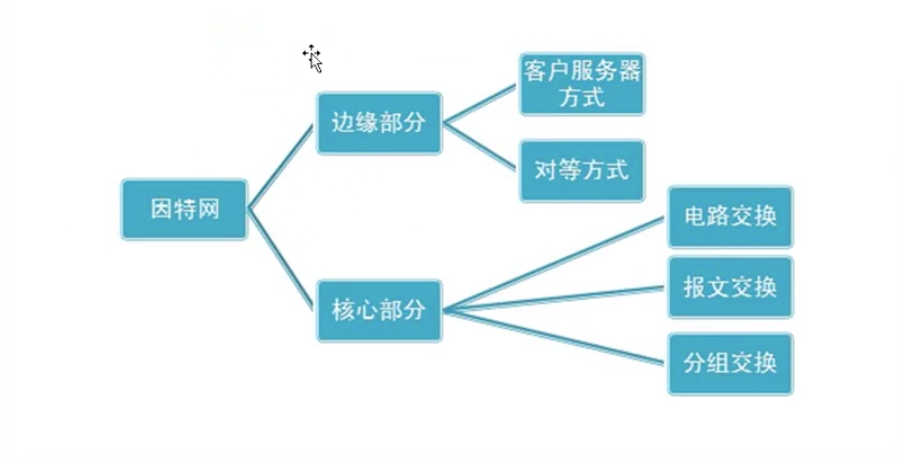 因特网
边缘部分
客户服务器
方式
对等方式
核心部分
电路交换
报文交换
分组交换